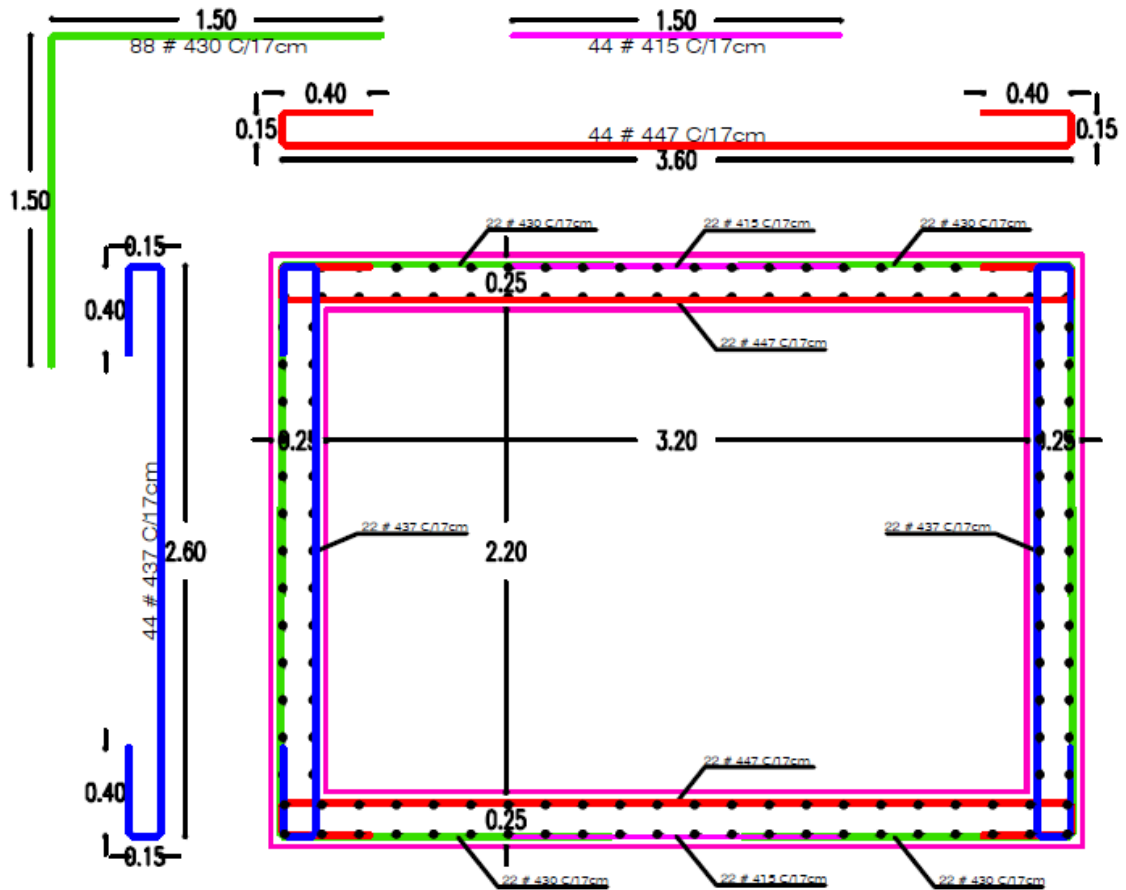 1.50
1.50
88 # 430 C/17cm
44 # 415 C/17cm
0.40
0.40
0.15
44 # 447 C/17cm
0.15
3.60
1.50
22 # 430 C/17cm
22 # 415 C/17cm
22 # 430 C/17cm
0.15
0.25
0.40
22 # 447 C/17cm
0.25
3.20
0.25
44 # 437 C/17cm
2.60
22 # 437 C/17cm
2.20
22 # 437 C/17cm
22 # 447 C/17cm
0.40
0.25
0.15
22 # 430 C/17cm
22 # 415 C/17cm
22 # 430 C/17cm